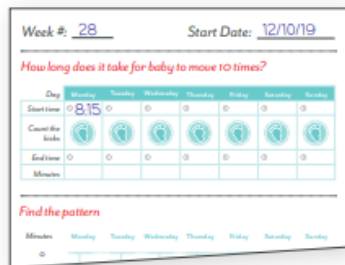 Week #: 28 Start Date: 12/10/19
How long does it take for baby to move 10 times?
Day Monday Tuesday Wednesday Thursday Friday Saturday Sunday
Start time 8.15
Count the kicks
End time
Minutes
Find the pattern
Minutes Monday Tuesday Wednesday Thursday Friday Saturday Sunday